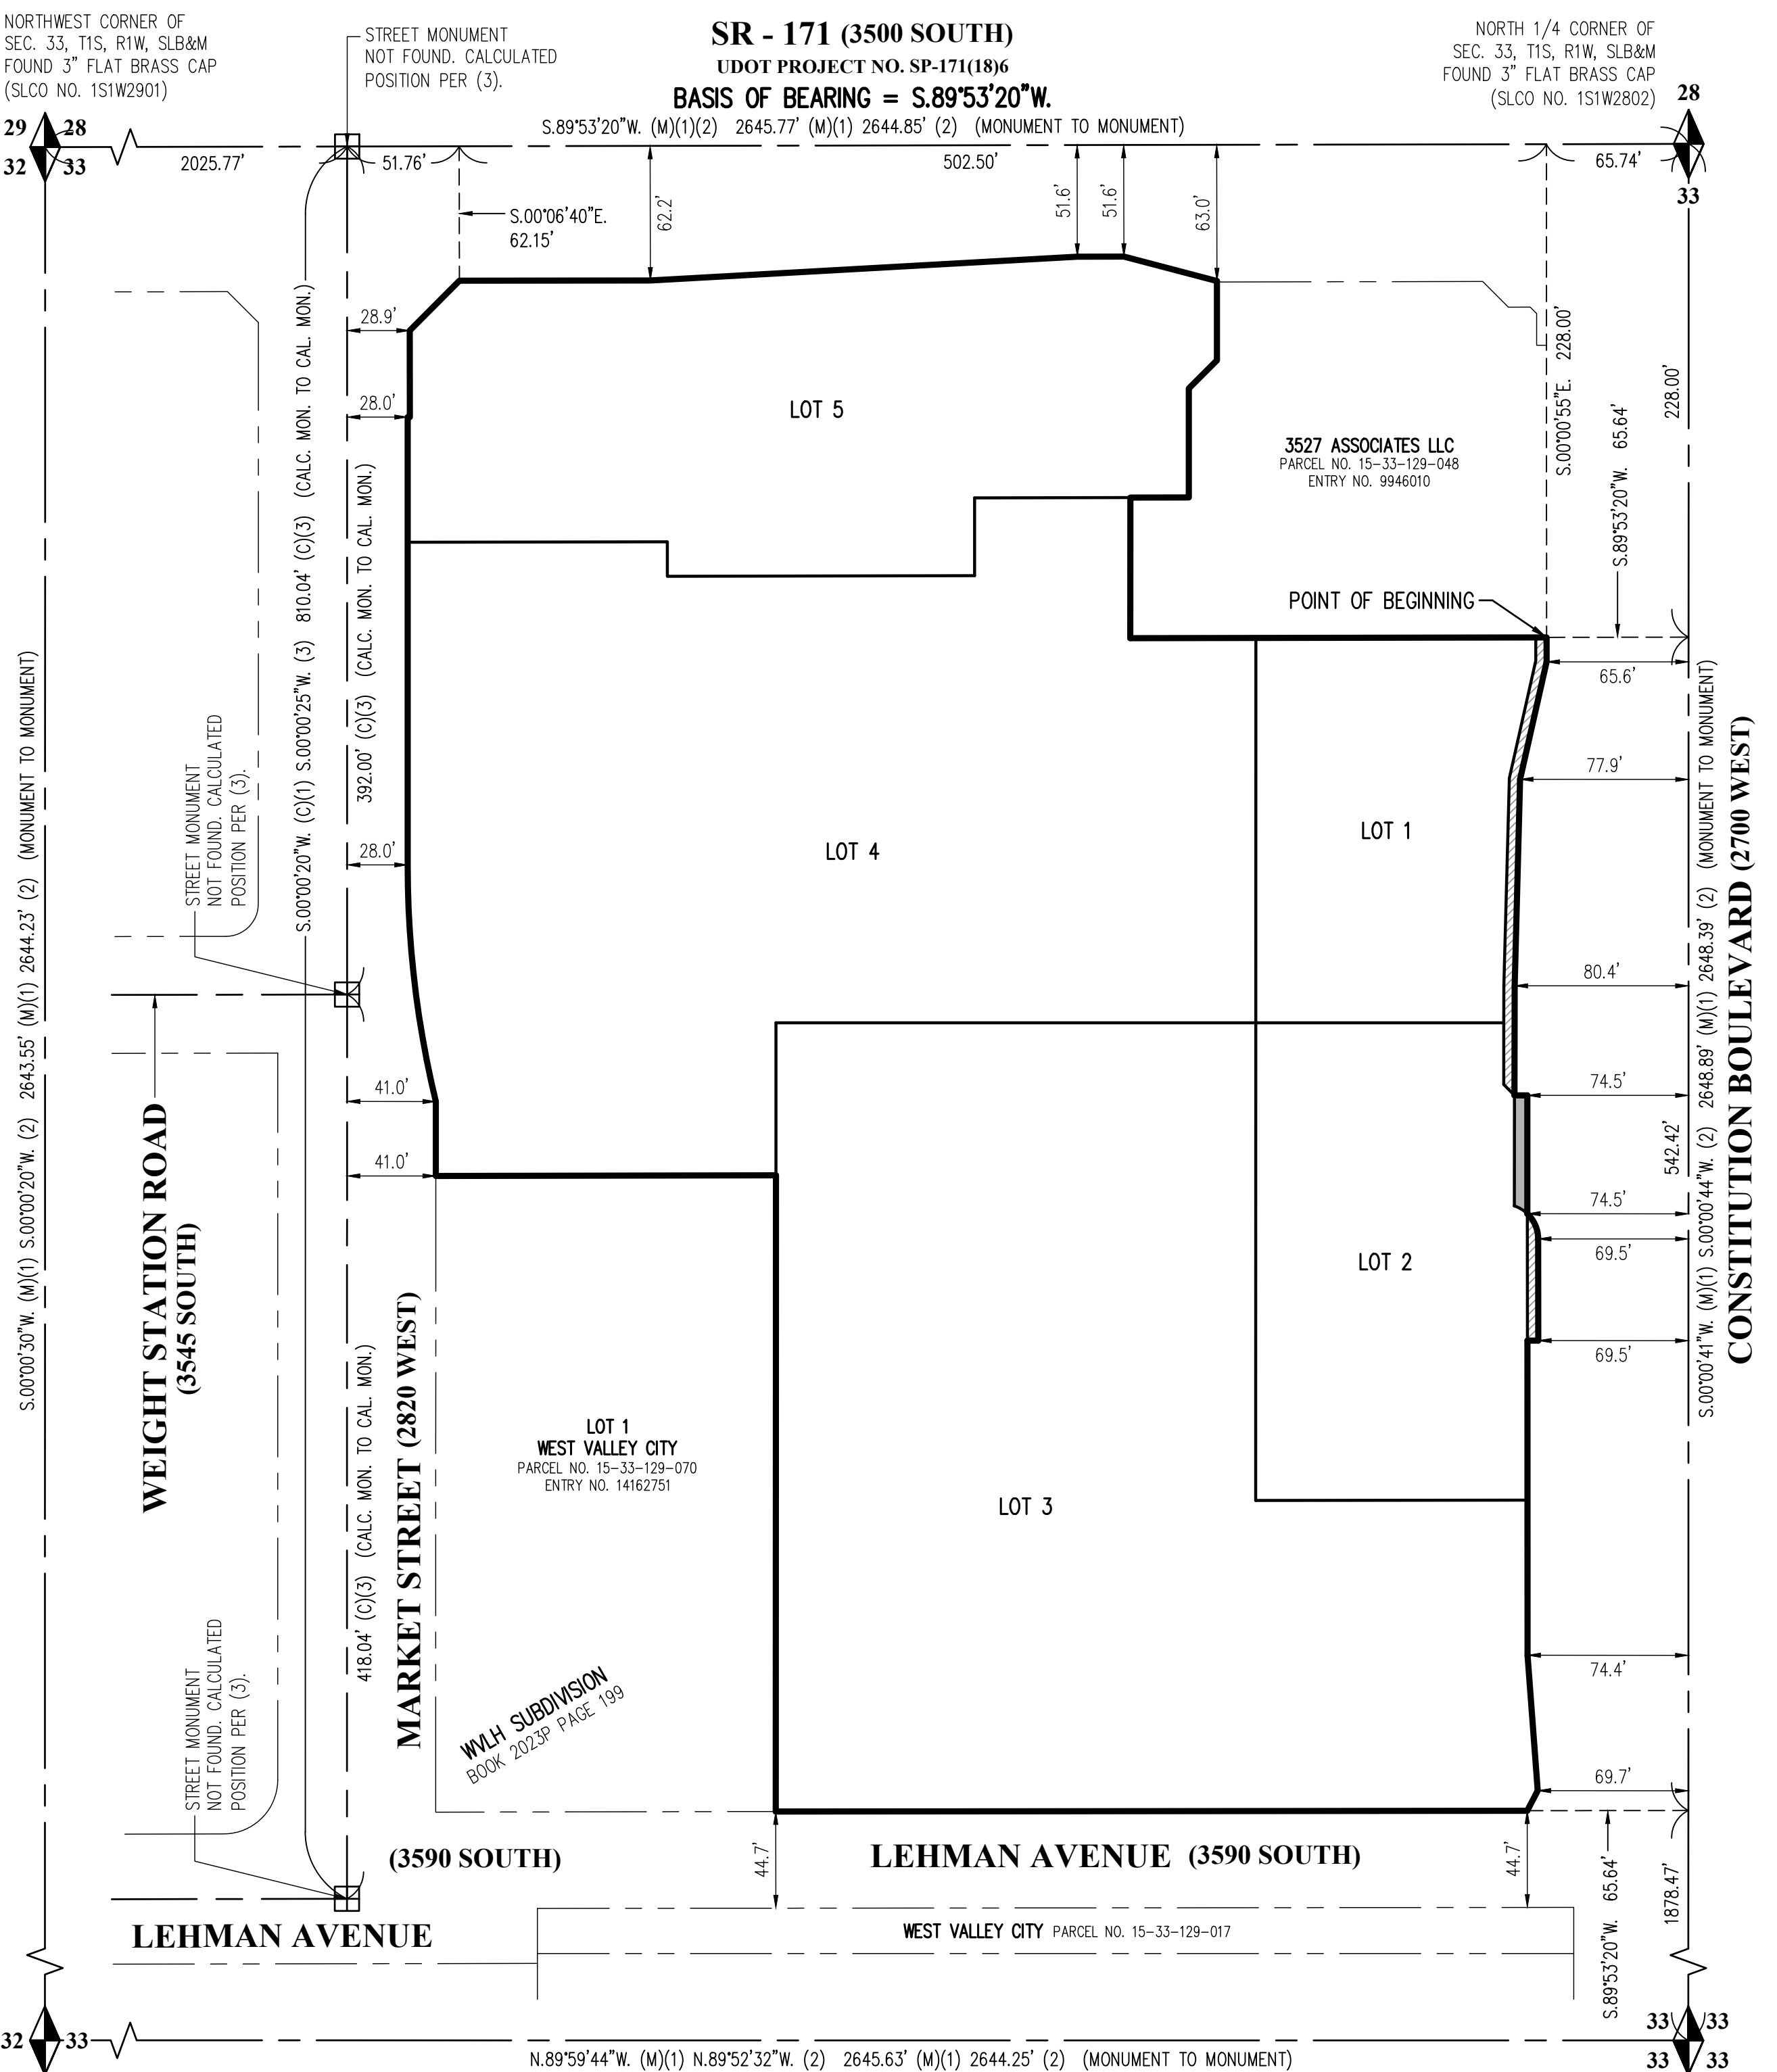 NORTHWEST CORNER OF
SEC. 33, T1S, R1W, SLB&M
FOUND 3" FLAT BRASS CAP
(SLCO NO. 1S1W2901)
STREET MONUMENT
NOT FOUND. CALCULATED
POSITION PER (3).
SR - 171 (3500 SOUTH)
UDOT PROJECT NO. SP-171(18)6
BASIS OF BEARING = S.89°53'20"W.
S.89°53'20"W. (M)(1)(2) 2645.77' (M)(1) 2644.85' (2) (MONUMENT TO MONUMENT)
NORTH 1/4 CORNER OF
SEC. 33, T1S, R1W, SLB&M
FOUND 3" FLAT BRASS CAP
(SLCO NO. 1S1W2802)
28
29 28
32 33
33
2025.77'
51.76'
502.50'
65.74'
S.00°06'40"E.
62.15'
62.2'
51.6'
51.6'
63.0'
28.9'
28.0'
LOT 5
3527 ASSOCIATES LLC
PARCEL NO. 15-33-129-048
ENTRY NO. 9946010
S.00°00'55"E. 228.00'
S.89°53'20"W. 65.64'
228.00'
POINT OF BEGINNING
65.6'
77.9'
80.4'
74.5'
74.5'
69.5'
69.5'
74.4'
69.7'
S.00°00'20"W. (C)(1) S.00°00'25"W. (3) 810.04' (C)(3) (CALC. MON. TO CAL. MON.)
392.00' (C)(3) (CALC. MON. TO CAL. MON.)
STREET MONUMENT
NOT FOUND. CALCULATED
POSITION PER (3).
28.0'
LOT 4
LOT 1
41.0'
41.0'
S.00°00'30"W. (M)(1) S.00°00'20"W. (2) 2643.55' (M)(1) 2644.23' (2) (MONUMENT TO MONUMENT)
WEIGHT STATION ROAD
(3545 SOUTH)
418.04' (C)(3) (CALC. MON. TO CAL. MON.)
MARKET STREET (2820 WEST)
LOT 1
WEST VALLEY CITY
PARCEL NO. 15-33-129-070
ENTRY NO. 14162751
LOT 2
LOT 3
542.42'
S.00°00'41"W. (M)(1) S.00°00'44"W. (2) 2648.89' (M)(1) 2648.39' (2) (MONUMENT TO MONUMENT)
CONSTITUTION BOULEVARD (2700 WEST)
STREET MONUMENT
NOT FOUND. CALCULATED
POSITION PER (3).
WVLH SUBDIVISION
BOOK 2023P PAGE 199
(3590 SOUTH)
44.7'
LEHMAN AVENUE (3590 SOUTH)
44.7'
S.89°53'20"W. 65.64'
1878.47'
LEHMAN AVENUE
WEST VALLEY CITY PARCEL NO. 15-33-129-017
32 33
33 33
33 33
N.89°59'44"W. (M)(1) N.89°52'32"W. (2) 2645.63' (M)(1) 2644.25' (2) (MONUMENT TO MONUMENT)